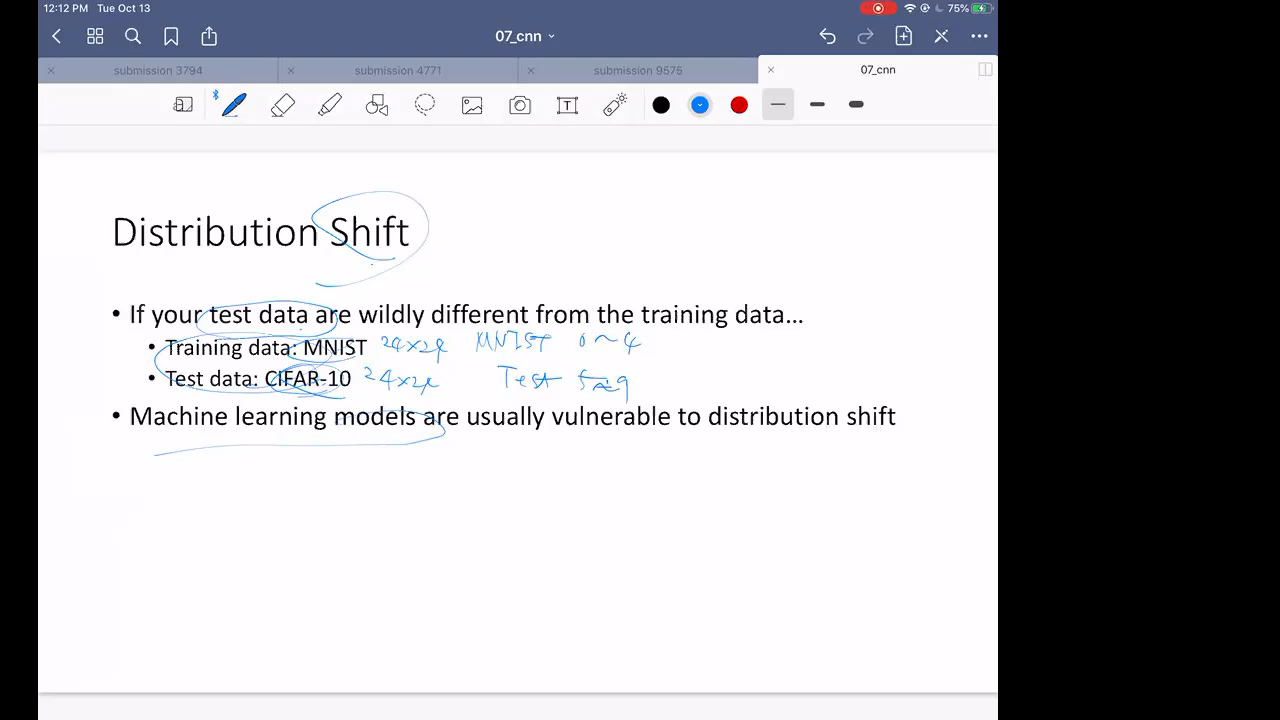 12:12 PM Tue Oct 13 75%
07_cnn
submission 3794 submission 4771 submission 9575 07_cnn
T
Distribution Shift
• If your test data are wildly different from the training data...
• Training data: MNIST 24x24 MNIST 0~4
• Test data: CIFAR-10 24x24 Test 5~9
• Machine learning models are usually vulnerable to distribution shift